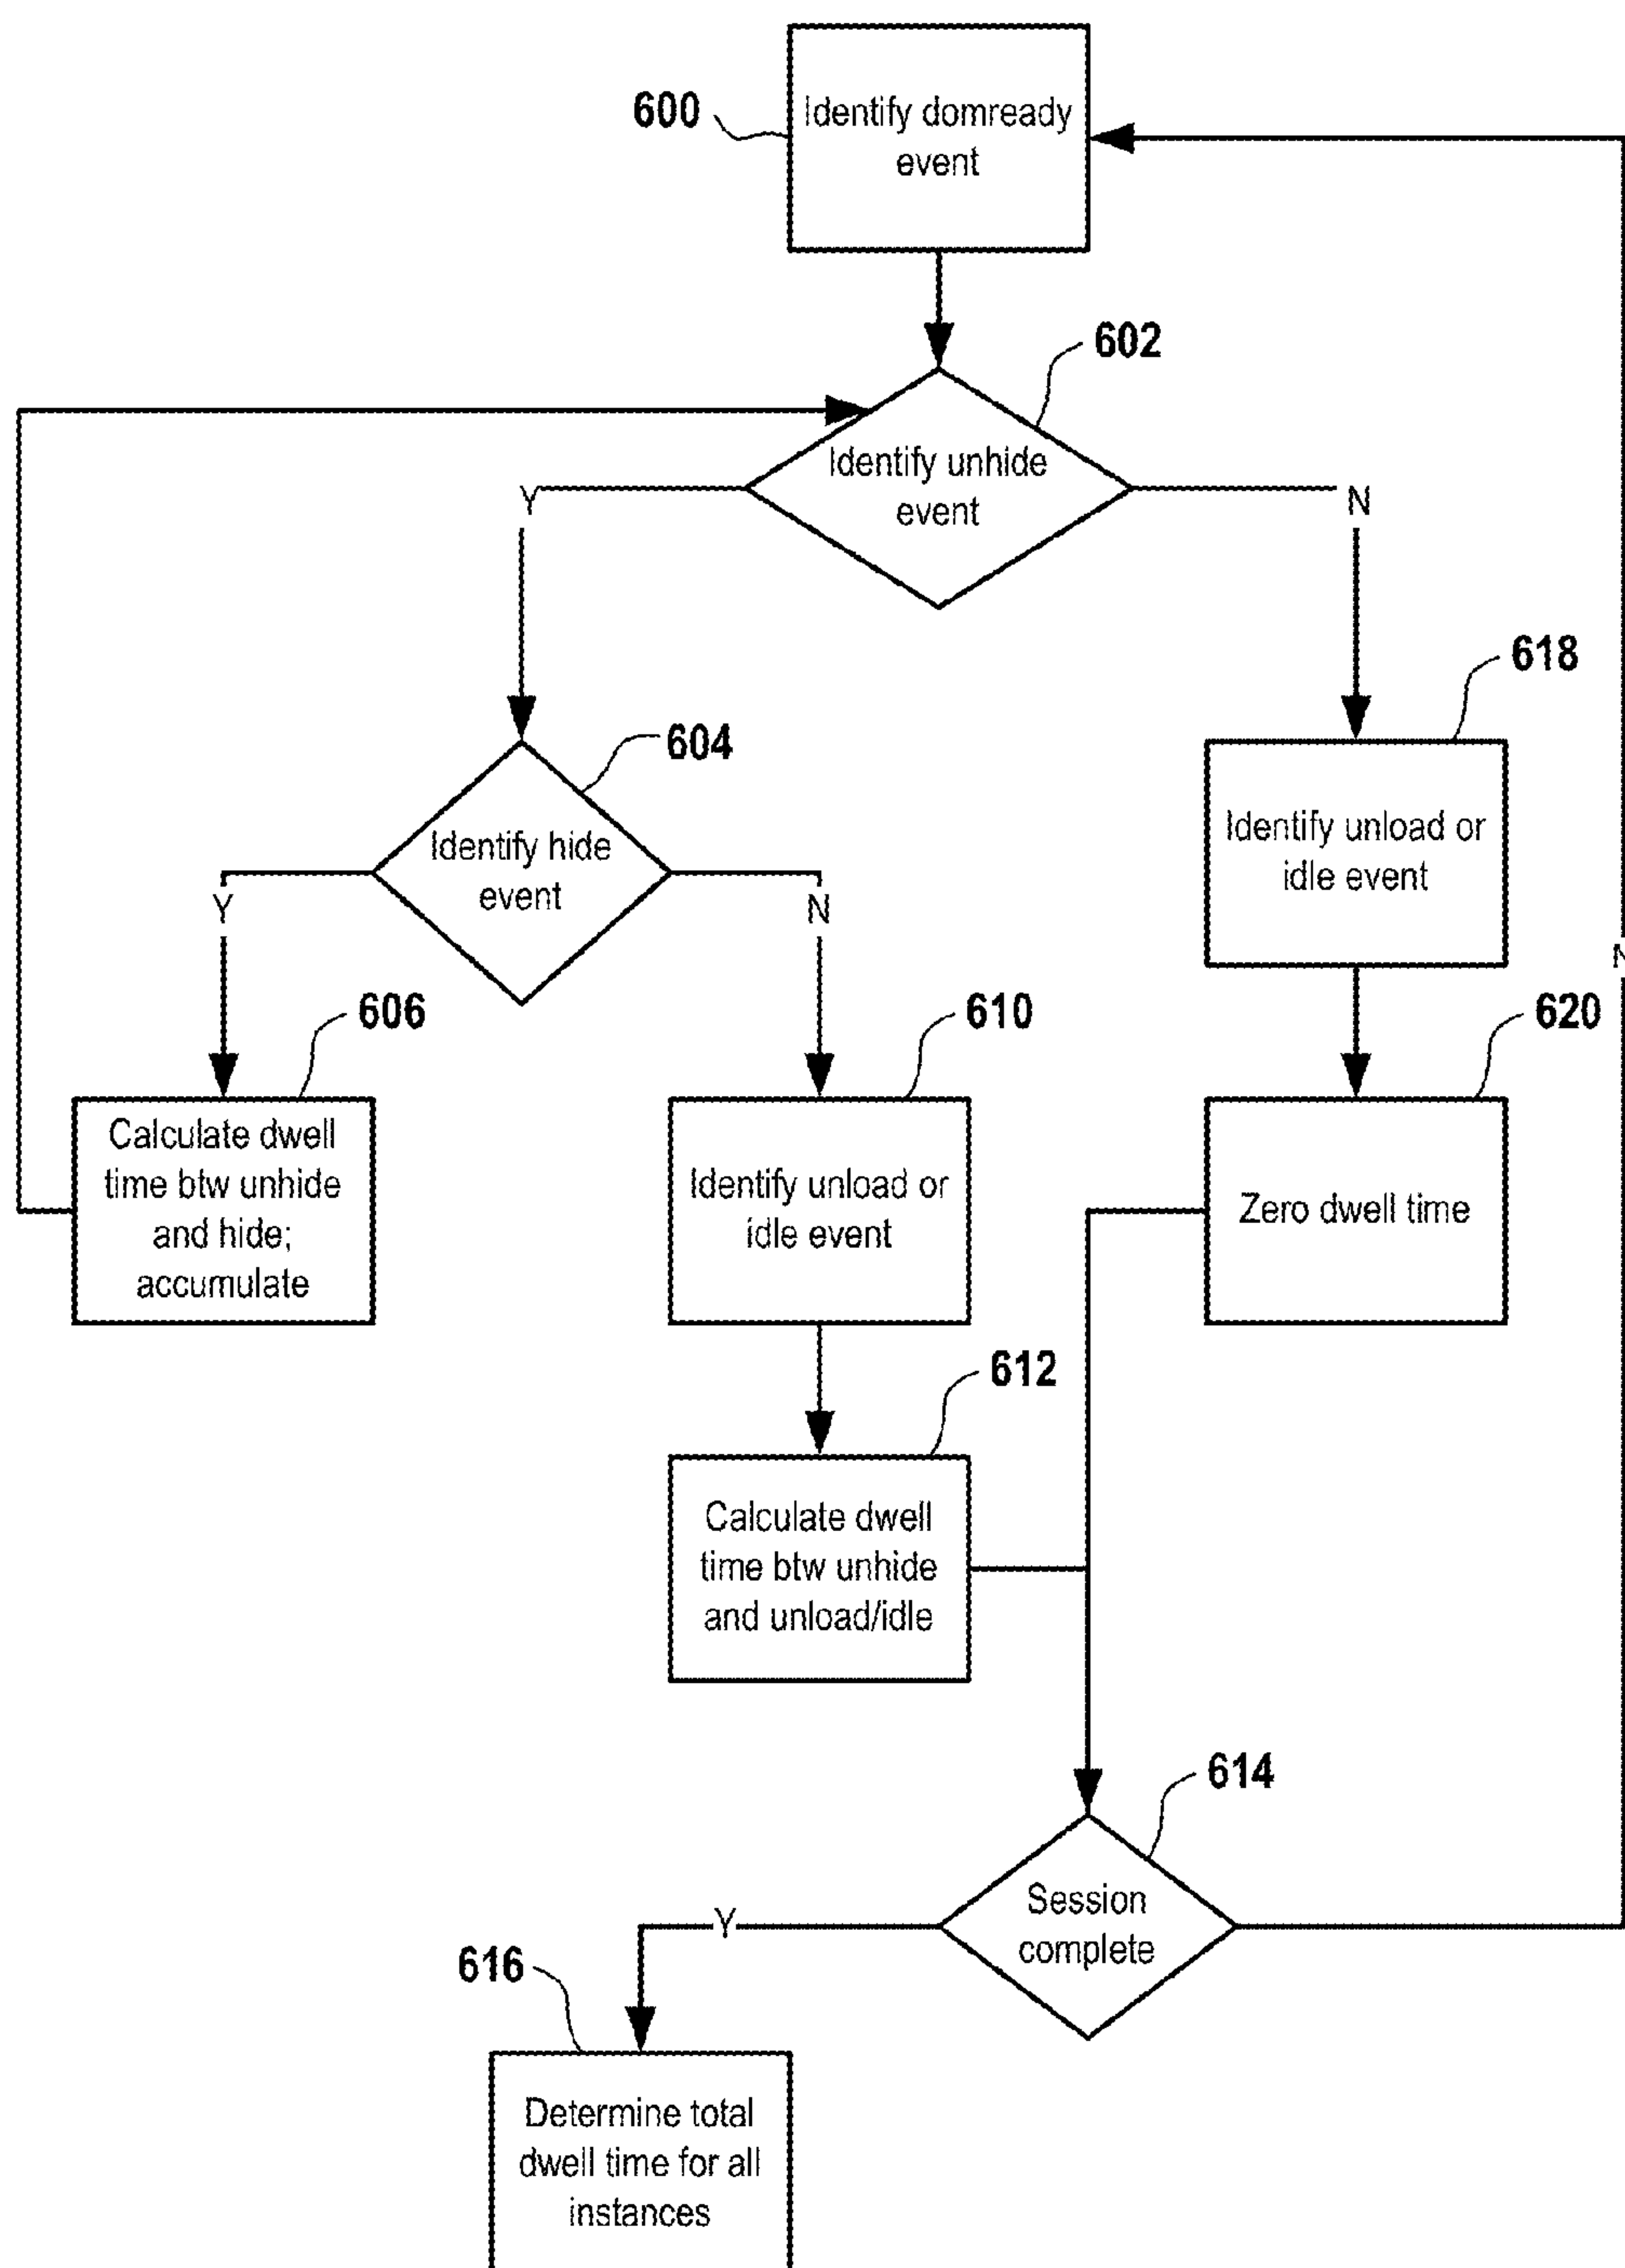 600
Identify domready
event
602
Identify unhide
event
Y
N
618
604
Identify unload or
idle event
Identify hide
event
Y
N
N
606
610
620
Calculate dwell
time btw unhide
and hide;
accumulate
Identify unload or
idle event
Zero dwell time
612
Calculate dwell
time btw unhide
and unload/idle
614
Session
complete
Y
616
Determine total
dwell time for all
instances